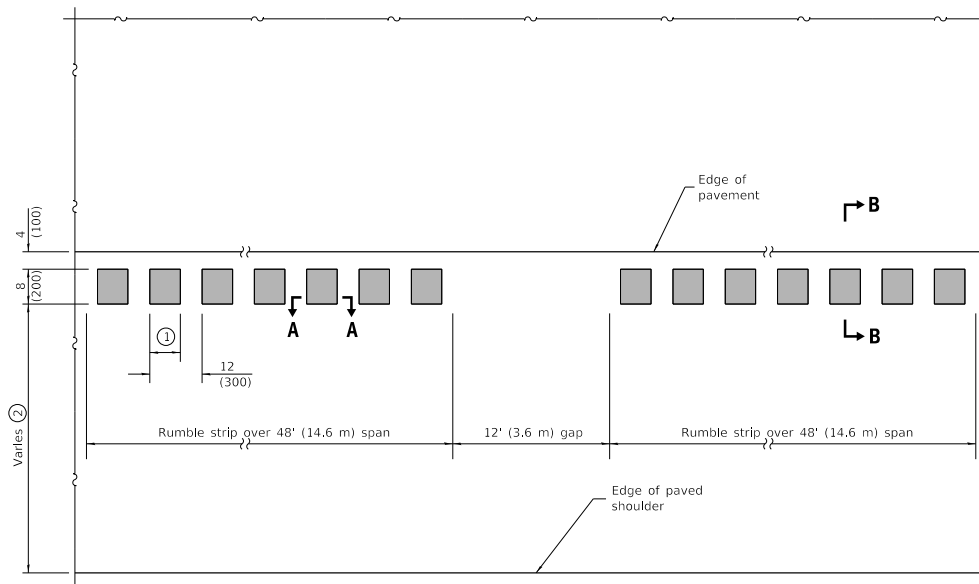 Edge of
pavement
B
4
(100)
8
(200)
A
A
B
1
12
(300)
Varies 2
Rumble strip over 48' (14.6 m) span
12' (3.6 m) gap
Rumble strip over 48' (14.6 m) span
Edge of paved
shoulder